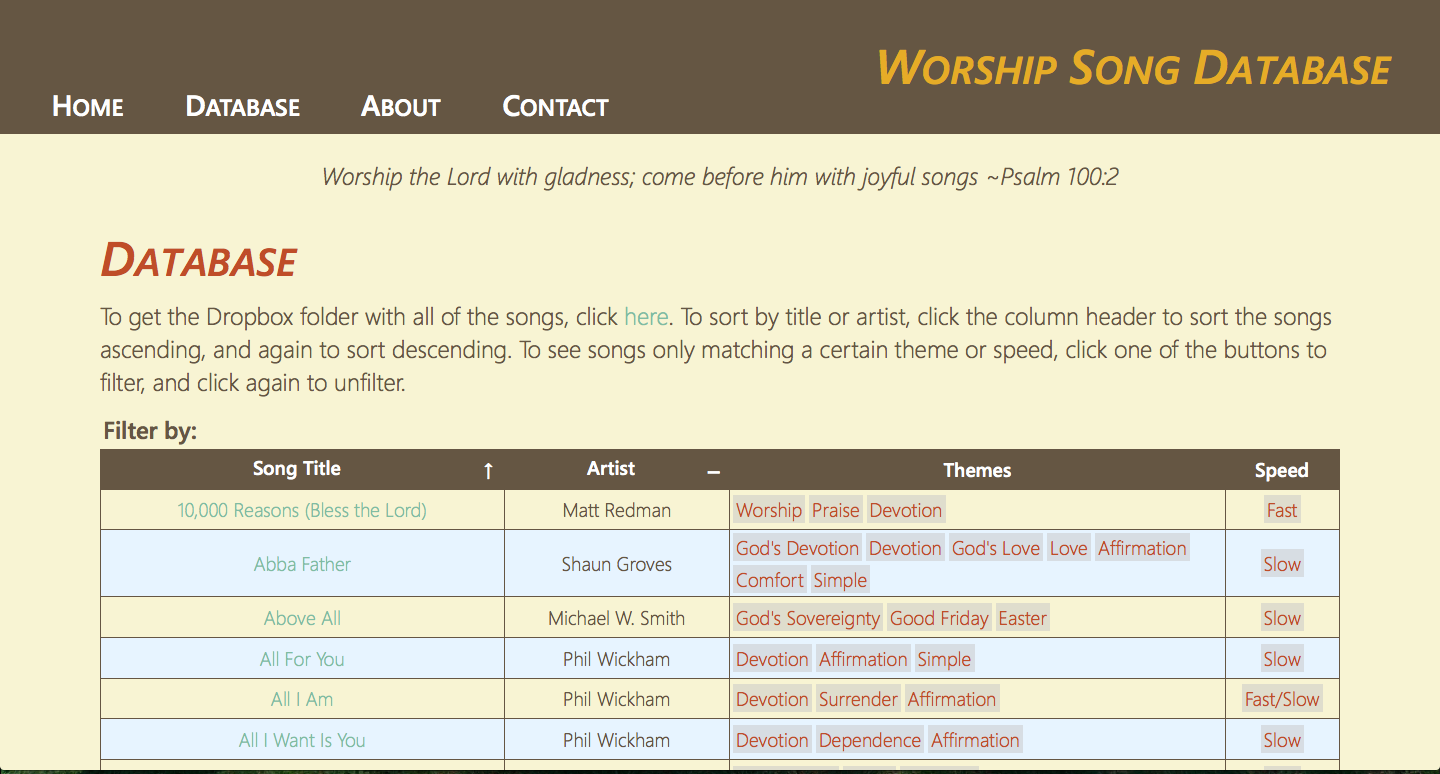 WORSHIP SONG DATABASE
HOME DATABASE ABOUT CONTACT
Worship the Lord with gladness; come before him with joyful songs ~Psalm 100:2
DATABASE
To get the Dropbox folder with all of the songs, click here. To sort by title or artist, click the column header to sort the songs
ascending, and again to sort descending. To see songs only matching a certain theme or speed, click one of the buttons to
filter, and click again to unfilter.
Filter by:
Song Title ↑ Artist – Themes Speed
10,000 Reasons (Bless the Lord) Matt Redman Worship Praise Devotion Fast
Abba Father Shaun Groves God's Devotion Devotion God's Love Love Affirmation
Comfort Simple Slow
Above All Michael W. Smith God's Sovereignty Good Friday Easter Slow
All For You Phil Wickham Devotion Affirmation Simple Slow
All I Am Phil Wickham Devotion Surrender Affirmation Fast/Slow
All I Want Is You Phil Wickham Devotion Dependence Affirmation Slow